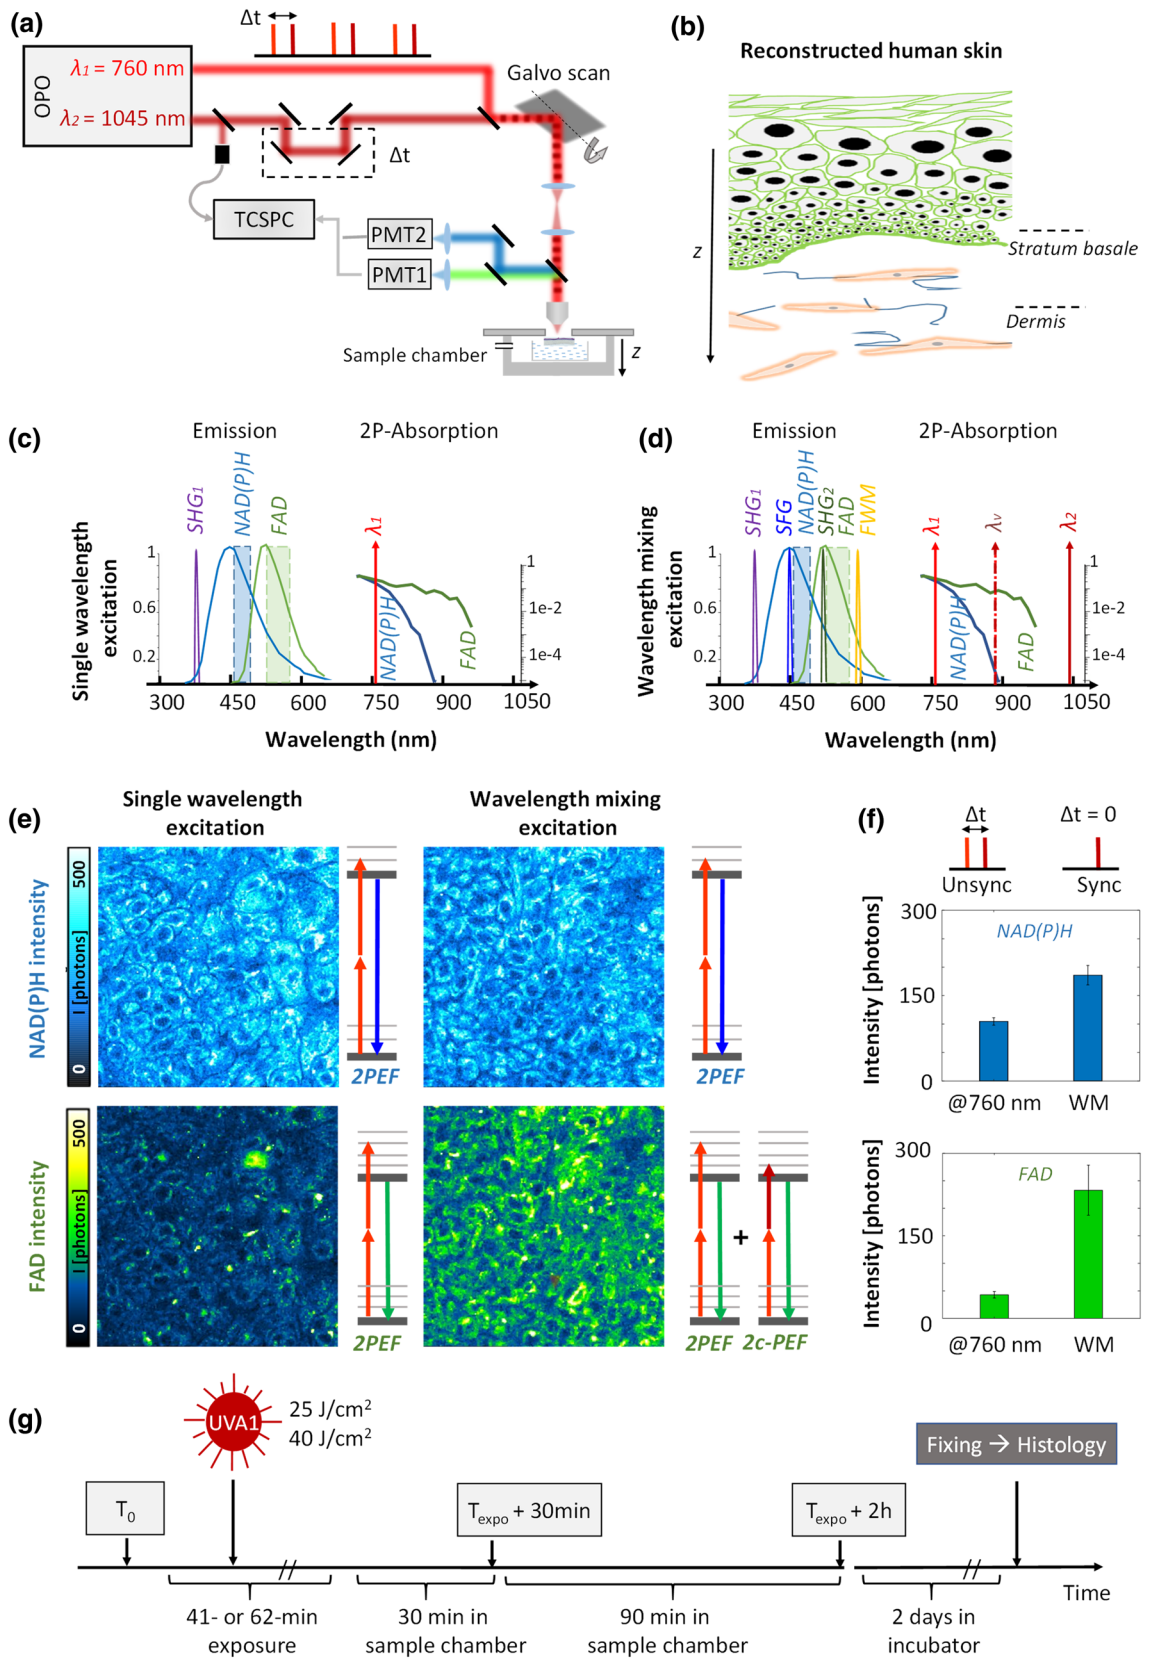 (a)
Δt
OPO
λ1 = 760 nm
λ2 = 1045 nm
Galvo scan
Δt
TCSPC
PMT2
PMT1
Sample chamber
z
(b)
Reconstructed human skin
z
Stratum basale
Dermis
(c)
Emission
2P-Absorption
Single wavelength
excitation
SHG1
NAD(P)H
FAD
λ1
1
0.6
0.2
NAD(P)H
FAD
1
1e-2
1e-4
300
450
600
750
900
1050
Wavelength (nm)
(d)
Emission
2P-Absorption
Wavelength mixing
excitation
SHG1
SFG
NAD(P)H
SHG2
FAD
FWM
λ1
λv
λ2
1
0.6
0.2
NAD(P)H
FAD
1
1e-2
1e-4
300
450
600
750
900
1050
Wavelength (nm)
(e)
Single wavelength
excitation
Wavelength mixing
excitation
NAD(P)H intensity
0 I [photons] 500
2PEF
2PEF
FAD intensity
0 I [photons] 500
2PEF
2PEF + 2c-PEF
(f)
Δt
Δt = 0
Unsync
Sync
Intensity [photons]
300
150
0
NAD(P)H
@760 nm
WM
Intensity [photons]
300
150
0
FAD
@760 nm
WM
(g)
UVA1
25 J/cm²
40 J/cm²
Fixing → Histology
T0
Texpo + 30min
Texpo + 2h
Time
41- or 62-min
exposure
30 min in
sample chamber
90 min in
sample chamber
2 days in
incubator